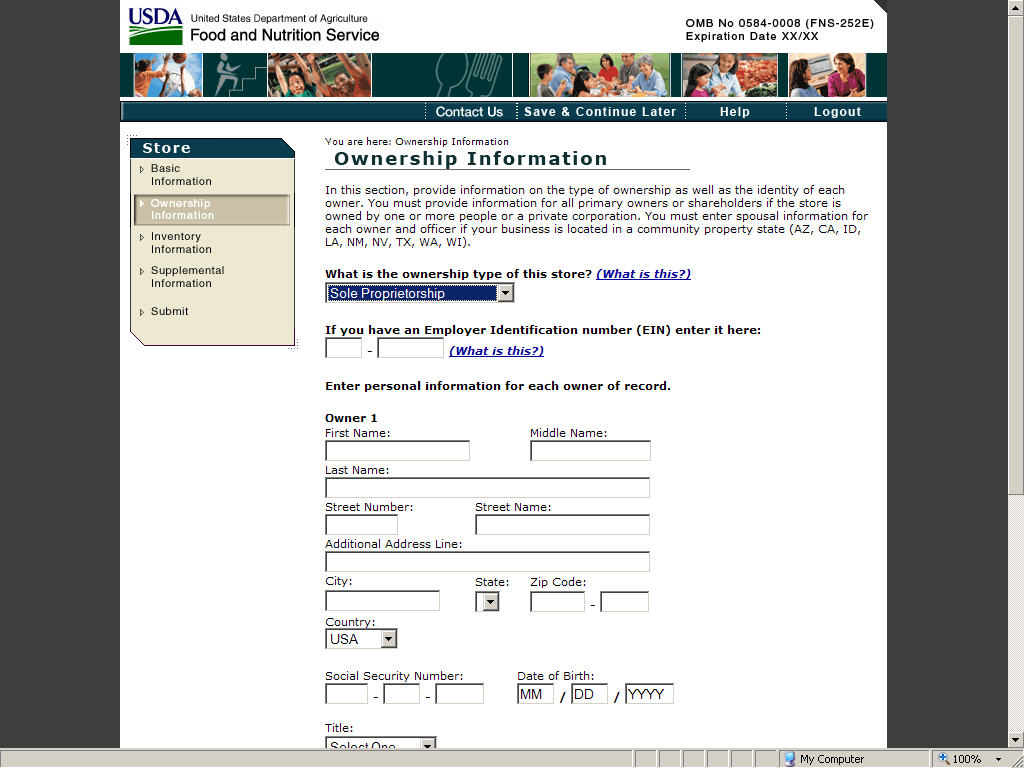 USDA United States Department of Agriculture
Food and Nutrition Service
OMB No 0584-0008 (FNS-252E)
Expiration Date XX/XX
Contact Us Save & Continue Later Help Logout
Store
Basic
Information
Ownership
Information
Inventory
Information
Supplemental
Information
Submit
You are here: Ownership Information
Ownership Information
In this section, provide information on the type of ownership as well as the identity of each
owner. You must provide information for all primary owners or shareholders if the store is
owned by one or more people or a private corporation. You must enter spousal information for
each owner and officer if your business is located in a community property state (AZ, CA, ID,
LA, NM, NV, TX, WA, WI).
What is the ownership type of this store? (What is this?)
Sole Proprietorship
If you have an Employer Identification number (EIN) enter it here:
- (What is this?)
Enter personal information for each owner of record.
Owner 1
First Name: Middle Name:
Last Name:
Street Number: Street Name:
Additional Address Line:
City: State: Zip Code:
-
Country:
USA
Social Security Number: Date of Birth:
- - MM / DD / YYYY
Title:
Select One
My Computer 100%